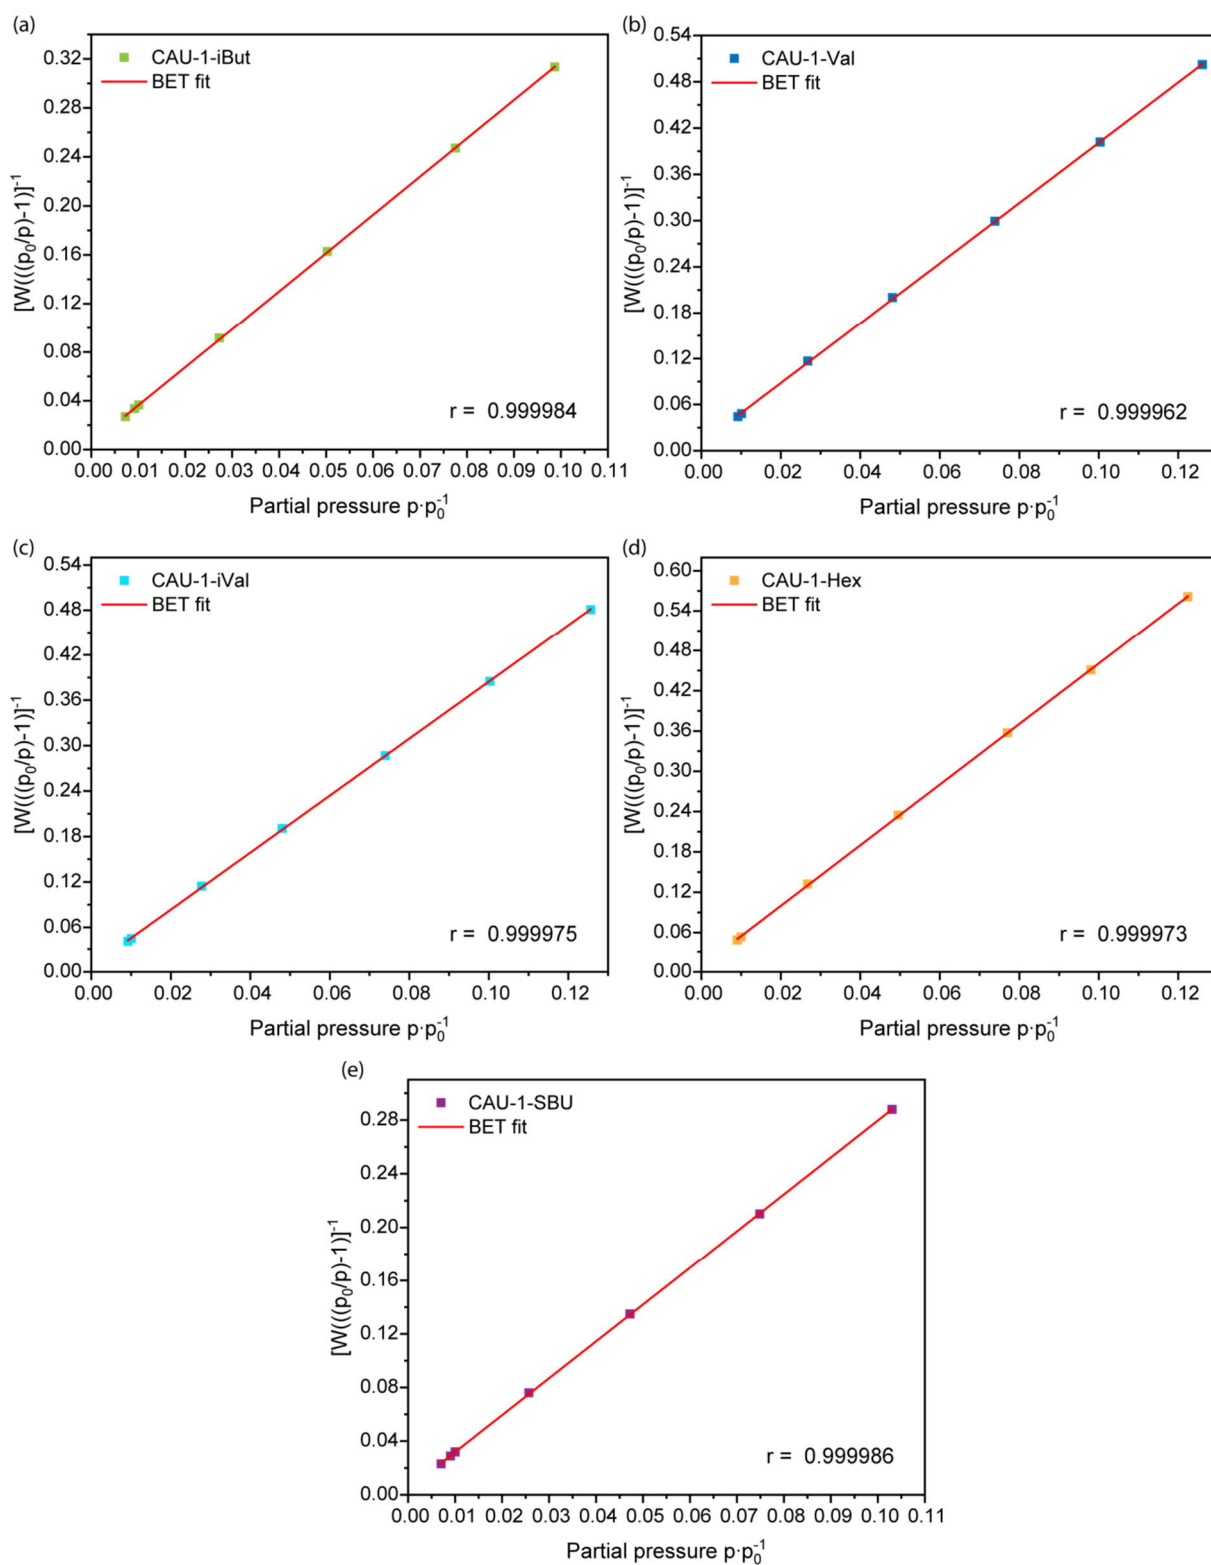 (a)
CAU-1-iBut
BET fit
0.32
0.28
0.24
0.20
0.16
0.12
0.08
0.04
0.00
[W(((p₀/p)-1)]⁻¹
r = 0.999984
0.00 0.01 0.02 0.03 0.04 0.05 0.06 0.07 0.08 0.09 0.10 0.11
Partial pressure p·p₀⁻¹
(b)
CAU-1-Val
BET fit
0.54
0.48
0.42
0.36
0.30
0.24
0.18
0.12
0.06
0.00
[W(((p₀/p)-1)]⁻¹
r = 0.999962
0.00 0.02 0.04 0.06 0.08 0.10 0.12
Partial pressure p·p₀⁻¹
(c)
CAU-1-iVal
BET fit
0.54
0.48
0.42
0.36
0.30
0.24
0.18
0.12
0.06
0.00
[W(((p₀/p)-1)]⁻¹
r = 0.999975
0.00 0.02 0.04 0.06 0.08 0.10 0.12
Partial pressure p·p₀⁻¹
(d)
CAU-1-Hex
BET fit
0.60
0.54
0.48
0.42
0.36
0.30
0.24
0.18
0.12
0.06
0.00
[W(((p₀/p)-1)]⁻¹
r = 0.999973
0.00 0.02 0.04 0.06 0.08 0.10 0.12
Partial pressure p·p₀⁻¹
(e)
CAU-1-SBU
BET fit
0.28
0.24
0.20
0.16
0.12
0.08
0.04
0.00
[W(((p₀/p)-1)]⁻¹
r = 0.999986
0.00 0.01 0.02 0.03 0.04 0.05 0.06 0.07 0.08 0.09 0.10 0.11
Partial pressure p·p₀⁻¹